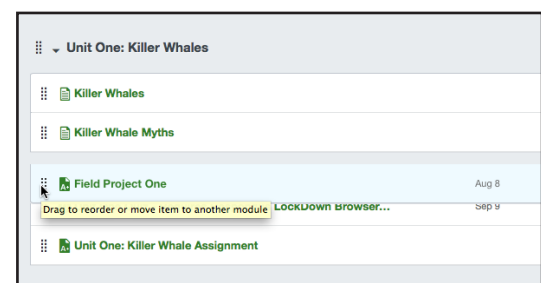 Unit One: Killer Whales
Killer Whales
Killer Whale Myths
Field Project One Aug 8
Drag to reorder or move item to another module
LockDown Browser... Sep 9
Unit One: Killer Whale Assignment